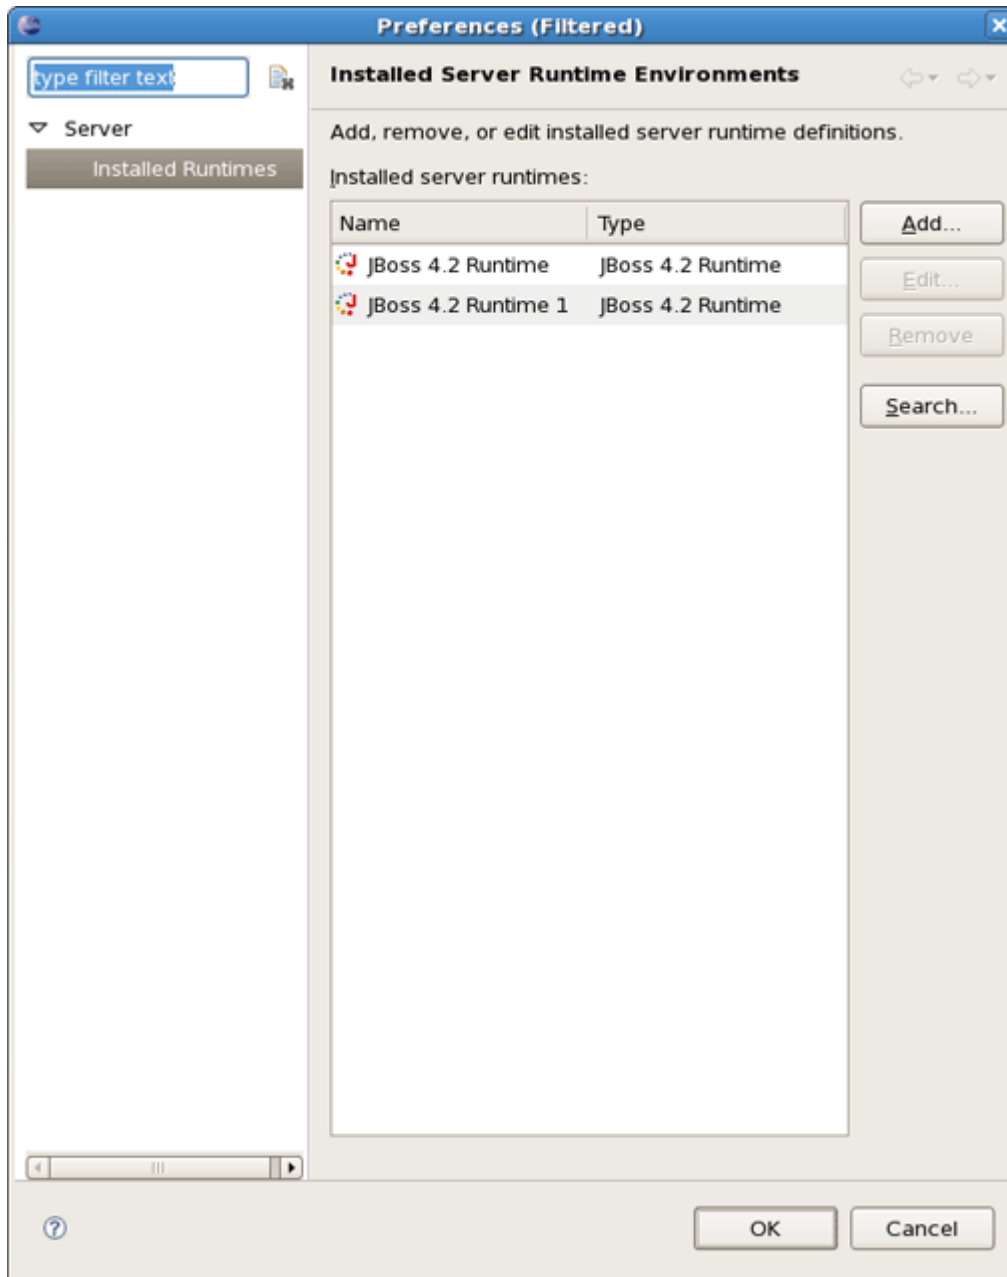 Preferences (Filtered)
type filter text
Server
Installed Runtimes
Installed Server Runtime Environments
Add, remove, or edit installed server runtime definitions.
Installed server runtimes:
Name Type
JBoss 4.2 Runtime JBoss 4.2 Runtime
JBoss 4.2 Runtime 1 JBoss 4.2 Runtime
Add...
Edit...
Remove
Search...
OK Cancel